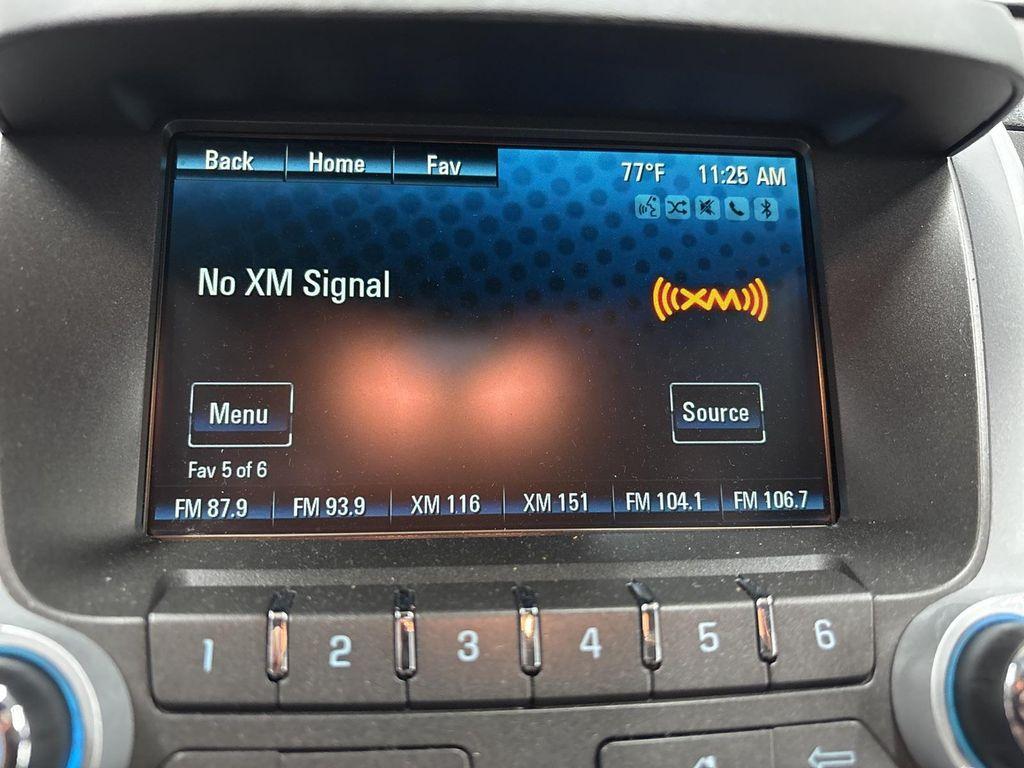 Back Home Fav
77°F 11:25 AM
No XM Signal
XM
Menu
Source
Fav 5 of 6
FM 87.9 FM 93.9 XM 116 XM 151 FM 104.1 FM 106.7
1 2 3 4 5 6